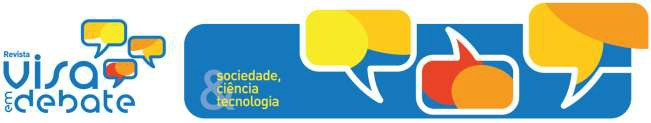 Revista
visa
em debate
& sociedade,
ciência
tecnologia